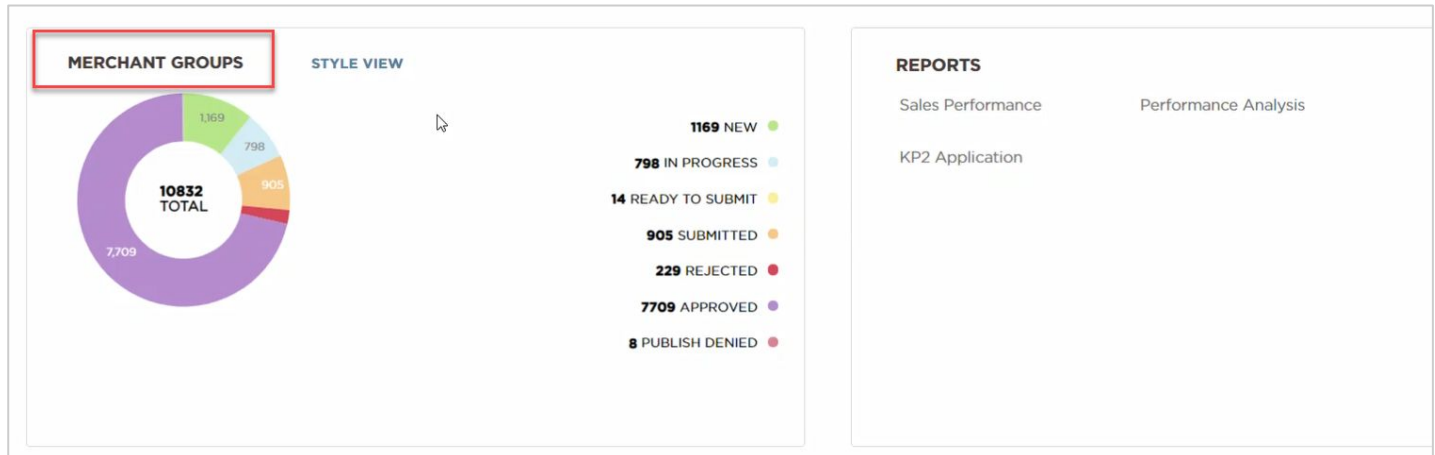 MERCHANT GROUPS
STYLE VIEW
1,169
798
905
7,709
10832
TOTAL
1169 NEW
798 IN PROGRESS
14 READY TO SUBMIT
905 SUBMITTED
229 REJECTED
7709 APPROVED
8 PUBLISH DENIED
REPORTS
Sales Performance
Performance Analysis
KP2 Application